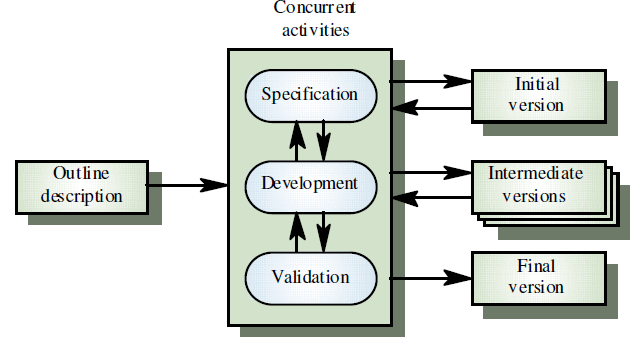 Concurrent
activities
Specification
Initial
version
Outline
description
Development
Intermediate
versions
Validation
Final
version